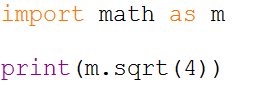 import math as m
print(m.sqrt(4))